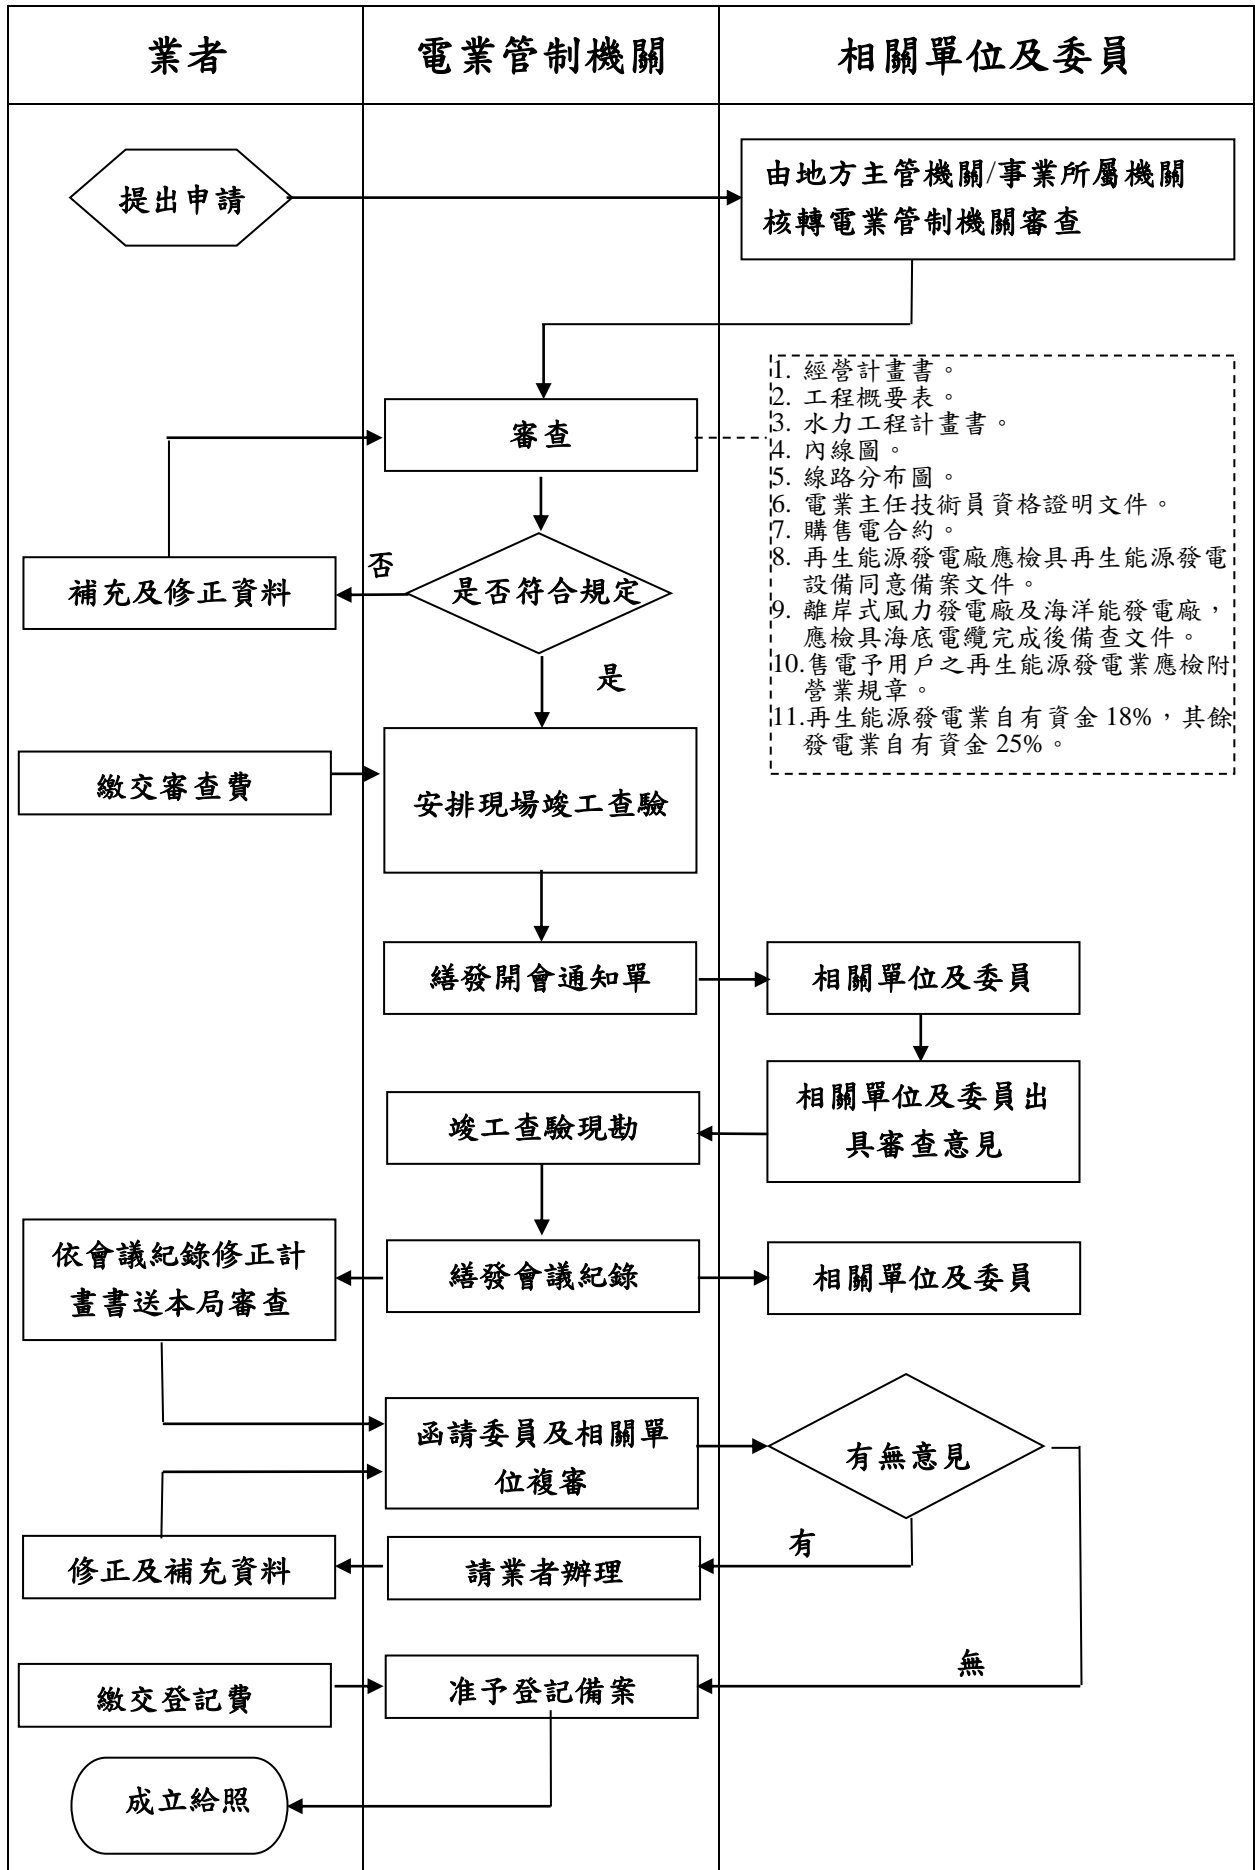 業者
電業管制機關
相關單位及委員
提出申請
由地方主管機關/事業所屬機關
核轉電業管制機關審查
審查
1. 經營計畫書。
2. 工程概要表。
3. 水力工程計畫書。
4. 內線圖。
5. 線路分布圖。
6. 電業主任技術員資格證明文件。
7. 購售電合約。
8. 再生能源發電廠應檢具再生能源發電
設備同意備案文件。
9. 離岸式風力發電廠及海洋能發電廠，
應檢具海底電纜完成後備查文件。
10.售電予用戶之再生能源發電業應檢附
營業規章。
11.再生能源發電業自有資金 18%，其餘
發電業自有資金 25%。
是否符合規定
否
補充及修正資料
是
繳交審查費
安排現場竣工查驗
繕發開會通知單
相關單位及委員
相關單位及委員出
具審查意見
竣工查驗現勘
依會議紀錄修正計
畫書送本局審查
繕發會議紀錄
相關單位及委員
函請委員及相關單
位複審
有無意見
有
修正及補充資料
請業者辦理
無
繳交登記費
准予登記備案
成立給照